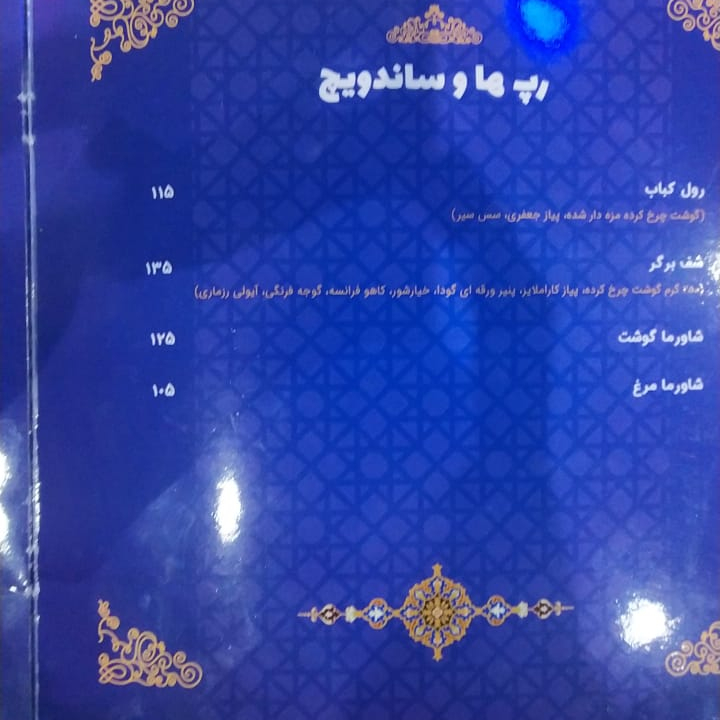 رپ ها و ساندویچ
رول کباب ۱۱۵
(گوشت چرخ کرده مزه دار شده، پیاز جعفری، سس سیر)
شف برگر ۱۳۵
(۲۵۰ گرم گوشت چرخ کرده، پیاز کاراملایز، پنیر ورقه ای گودا، خیارشور، کاهو فرانسه، گوجه فرنگی، آیولی رزماری)
شاورما گوشت ۱۲۵
شاورما مرغ ۱۰۵